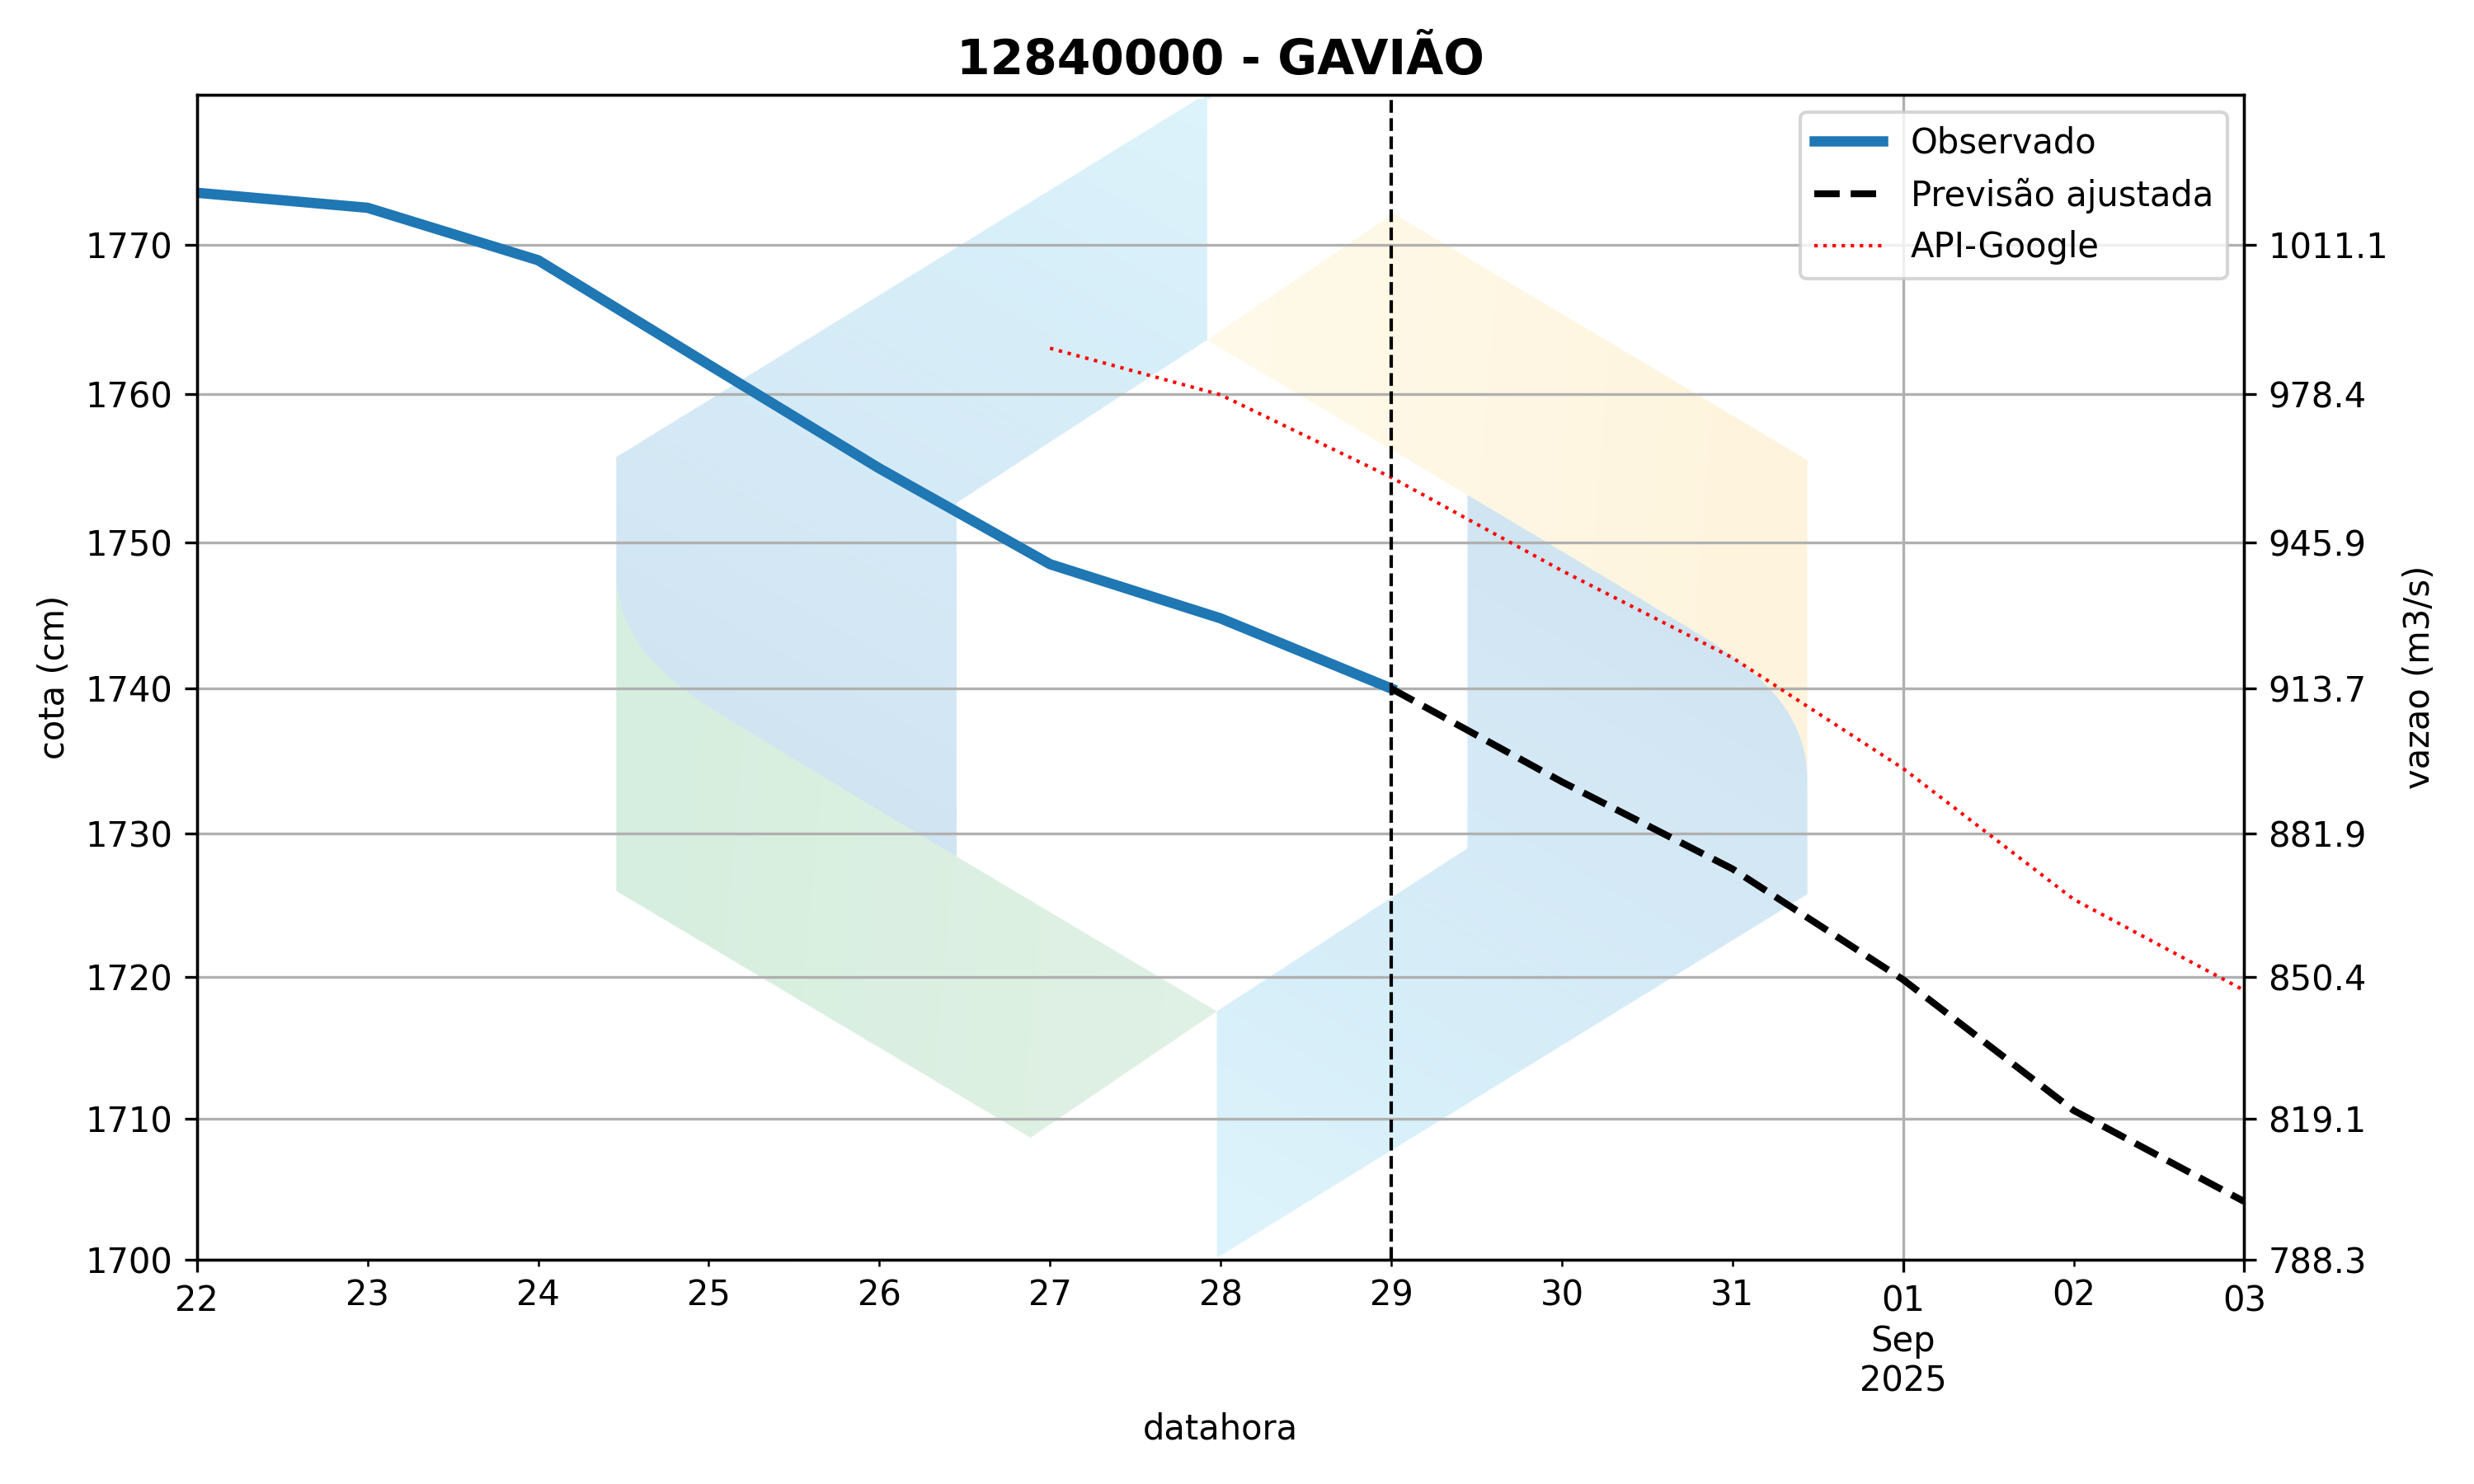 12840000 - GAVIÃO
Observado
Previsão ajustada
API-Google
1770
1760
1750
1740
1730
1720
1710
1700
cota (cm)
1011.1
978.4
945.9
913.7
881.9
850.4
819.1
788.3
vazao (m3/s)
22 23 24 25 26 27 28 29 30 31 01 02 03
Sep
2025
datahora